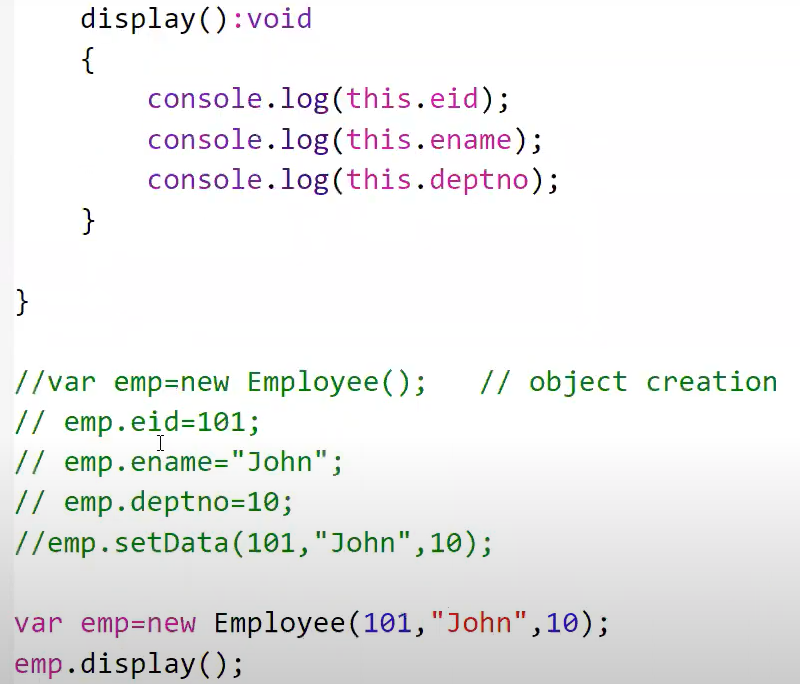 display():void
{
console.log(this.eid);
console.log(this.ename);
console.log(this.deptno);
}
}
//var emp=new Employee();   // object creation
// emp.eid=101;
// emp.ename="John";
// emp.deptno=10;
//emp.setData(101,"John",10);
var emp=new Employee(101,"John",10);
emp.display();